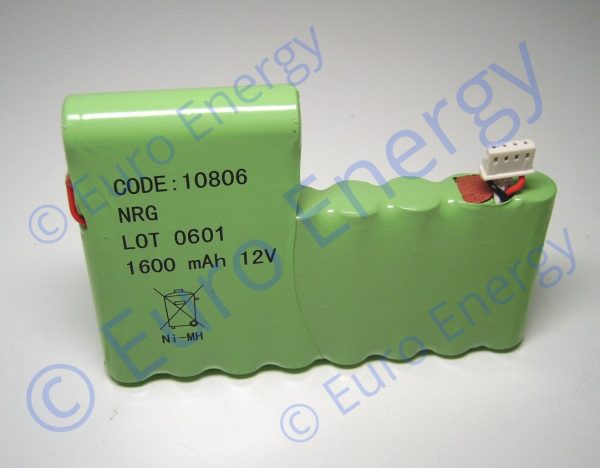 CODE:10806
NRG
LOT 0601
1600 mAh 12V
Ni-MH
© Euro Energy
© Euro Energy
© Euro Energy
© Euro Energy